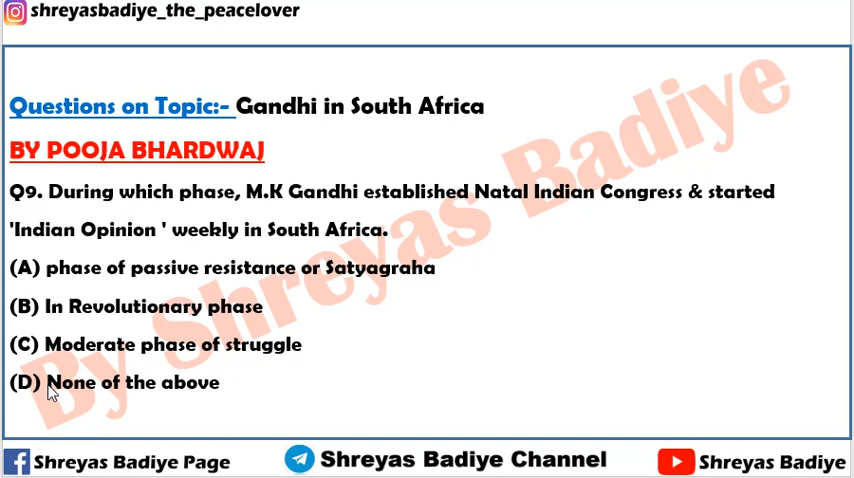 shreyasbadiye_the_peacelover
Questions on Topic:- Gandhi in South Africa
BY POOJA BHARDWAJ
Q9. During which phase, M.K Gandhi established Natal Indian Congress & started
'Indian Opinion ' weekly in South Africa.
(A) phase of passive resistance or Satyagraha
(B) In Revolutionary phase
(C) Moderate phase of struggle
(D) None of the above
By Shreyas Badiye
Shreyas Badiye Page
Shreyas Badiye Channel
Shreyas Badiye